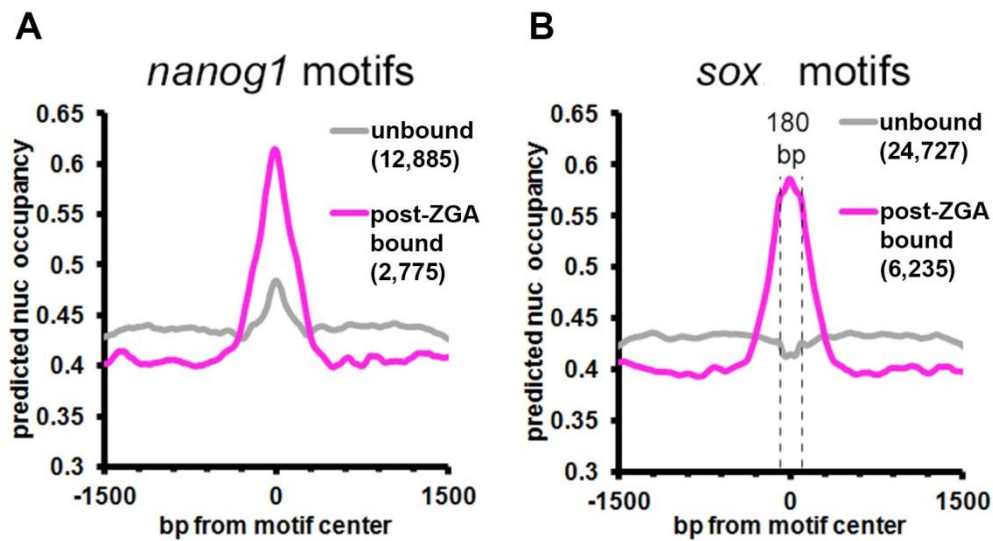 A
nanog1 motifs
predicted nuc occupancy
0.65
0.6
0.55
0.5
0.45
0.4
0.35
0.3
unbound
(12,885)
post-ZGA
bound
(2,775)
-1500
0
1500
bp from motif center
B
sox motifs
predicted nuc occupancy
0.65
0.6
0.55
0.5
0.45
0.4
0.35
0.3
180
bp
unbound
(24,727)
post-ZGA
bound
(6,235)
-1500
0
1500
bp from motif center